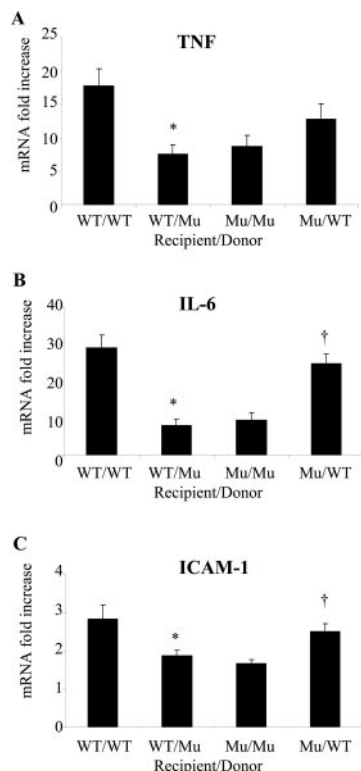 A
TNF
mRNA fold increase
25
20
15
10
5
0
*
WT/WT WT/Mu Mu/Mu Mu/WT
Recipient/Donor
B
IL-6
mRNA fold increase
40
30
20
10
0
*
†
WT/WT WT/Mu Mu/Mu Mu/WT
Recipient/Donor
C
ICAM-1
mRNA fold increase
4
3
2
1
0
*
†
WT/WT WT/Mu Mu/Mu Mu/WT
Recipient/Donor